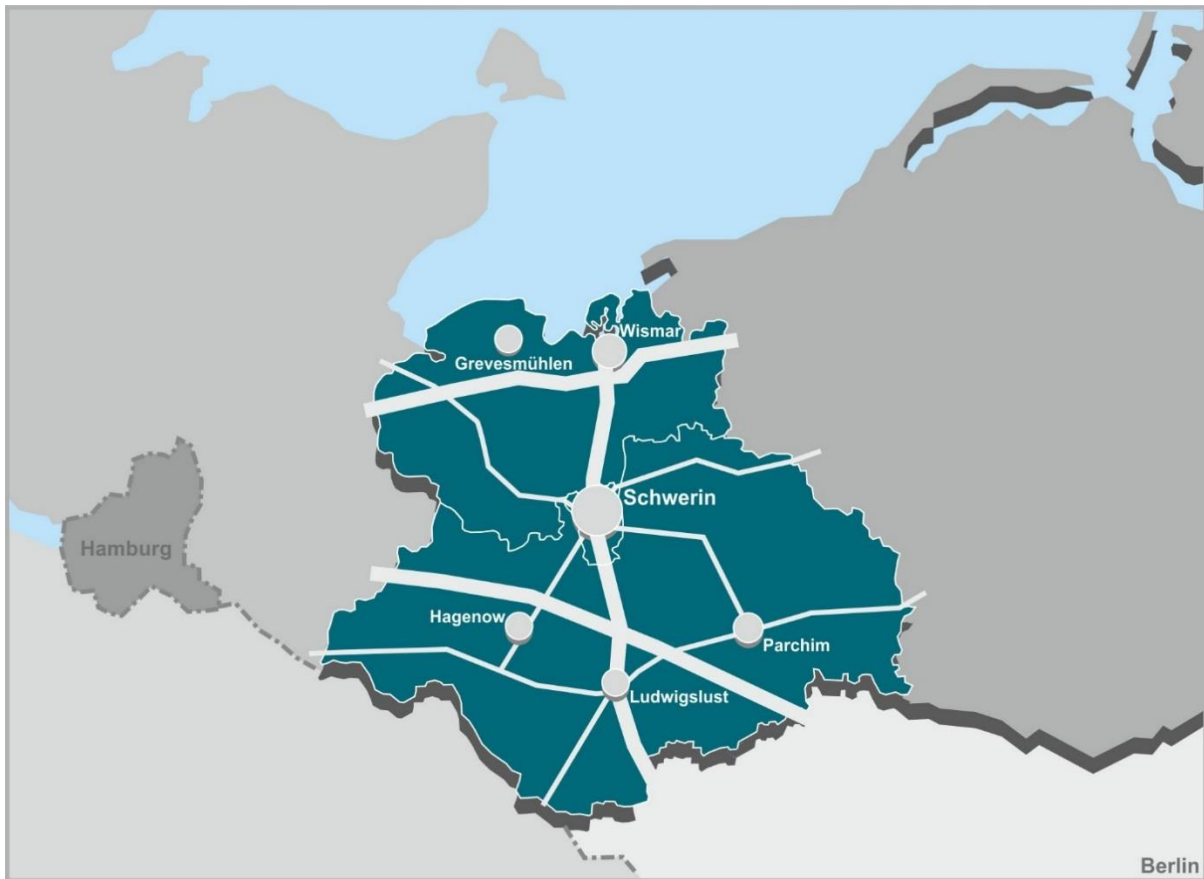 Wismar
Grevesmühlen
Schwerin
Hamburg
Hagenow
Parchim
Ludwigslust
Berlin